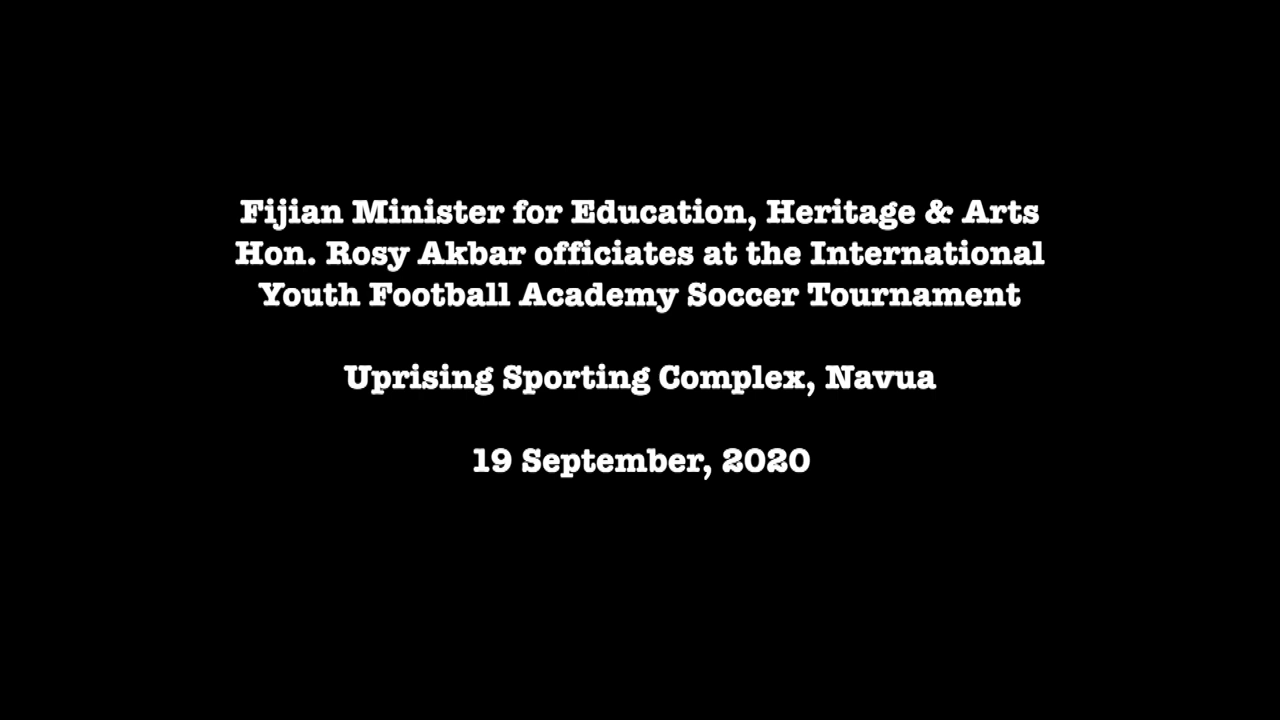 Fijian Minister for Education, Heritage & Arts
Hon. Rosy Akbar officiates at the International
Youth Football Academy Soccer Tournament
Uprising Sporting Complex, Navua
19 September, 2020